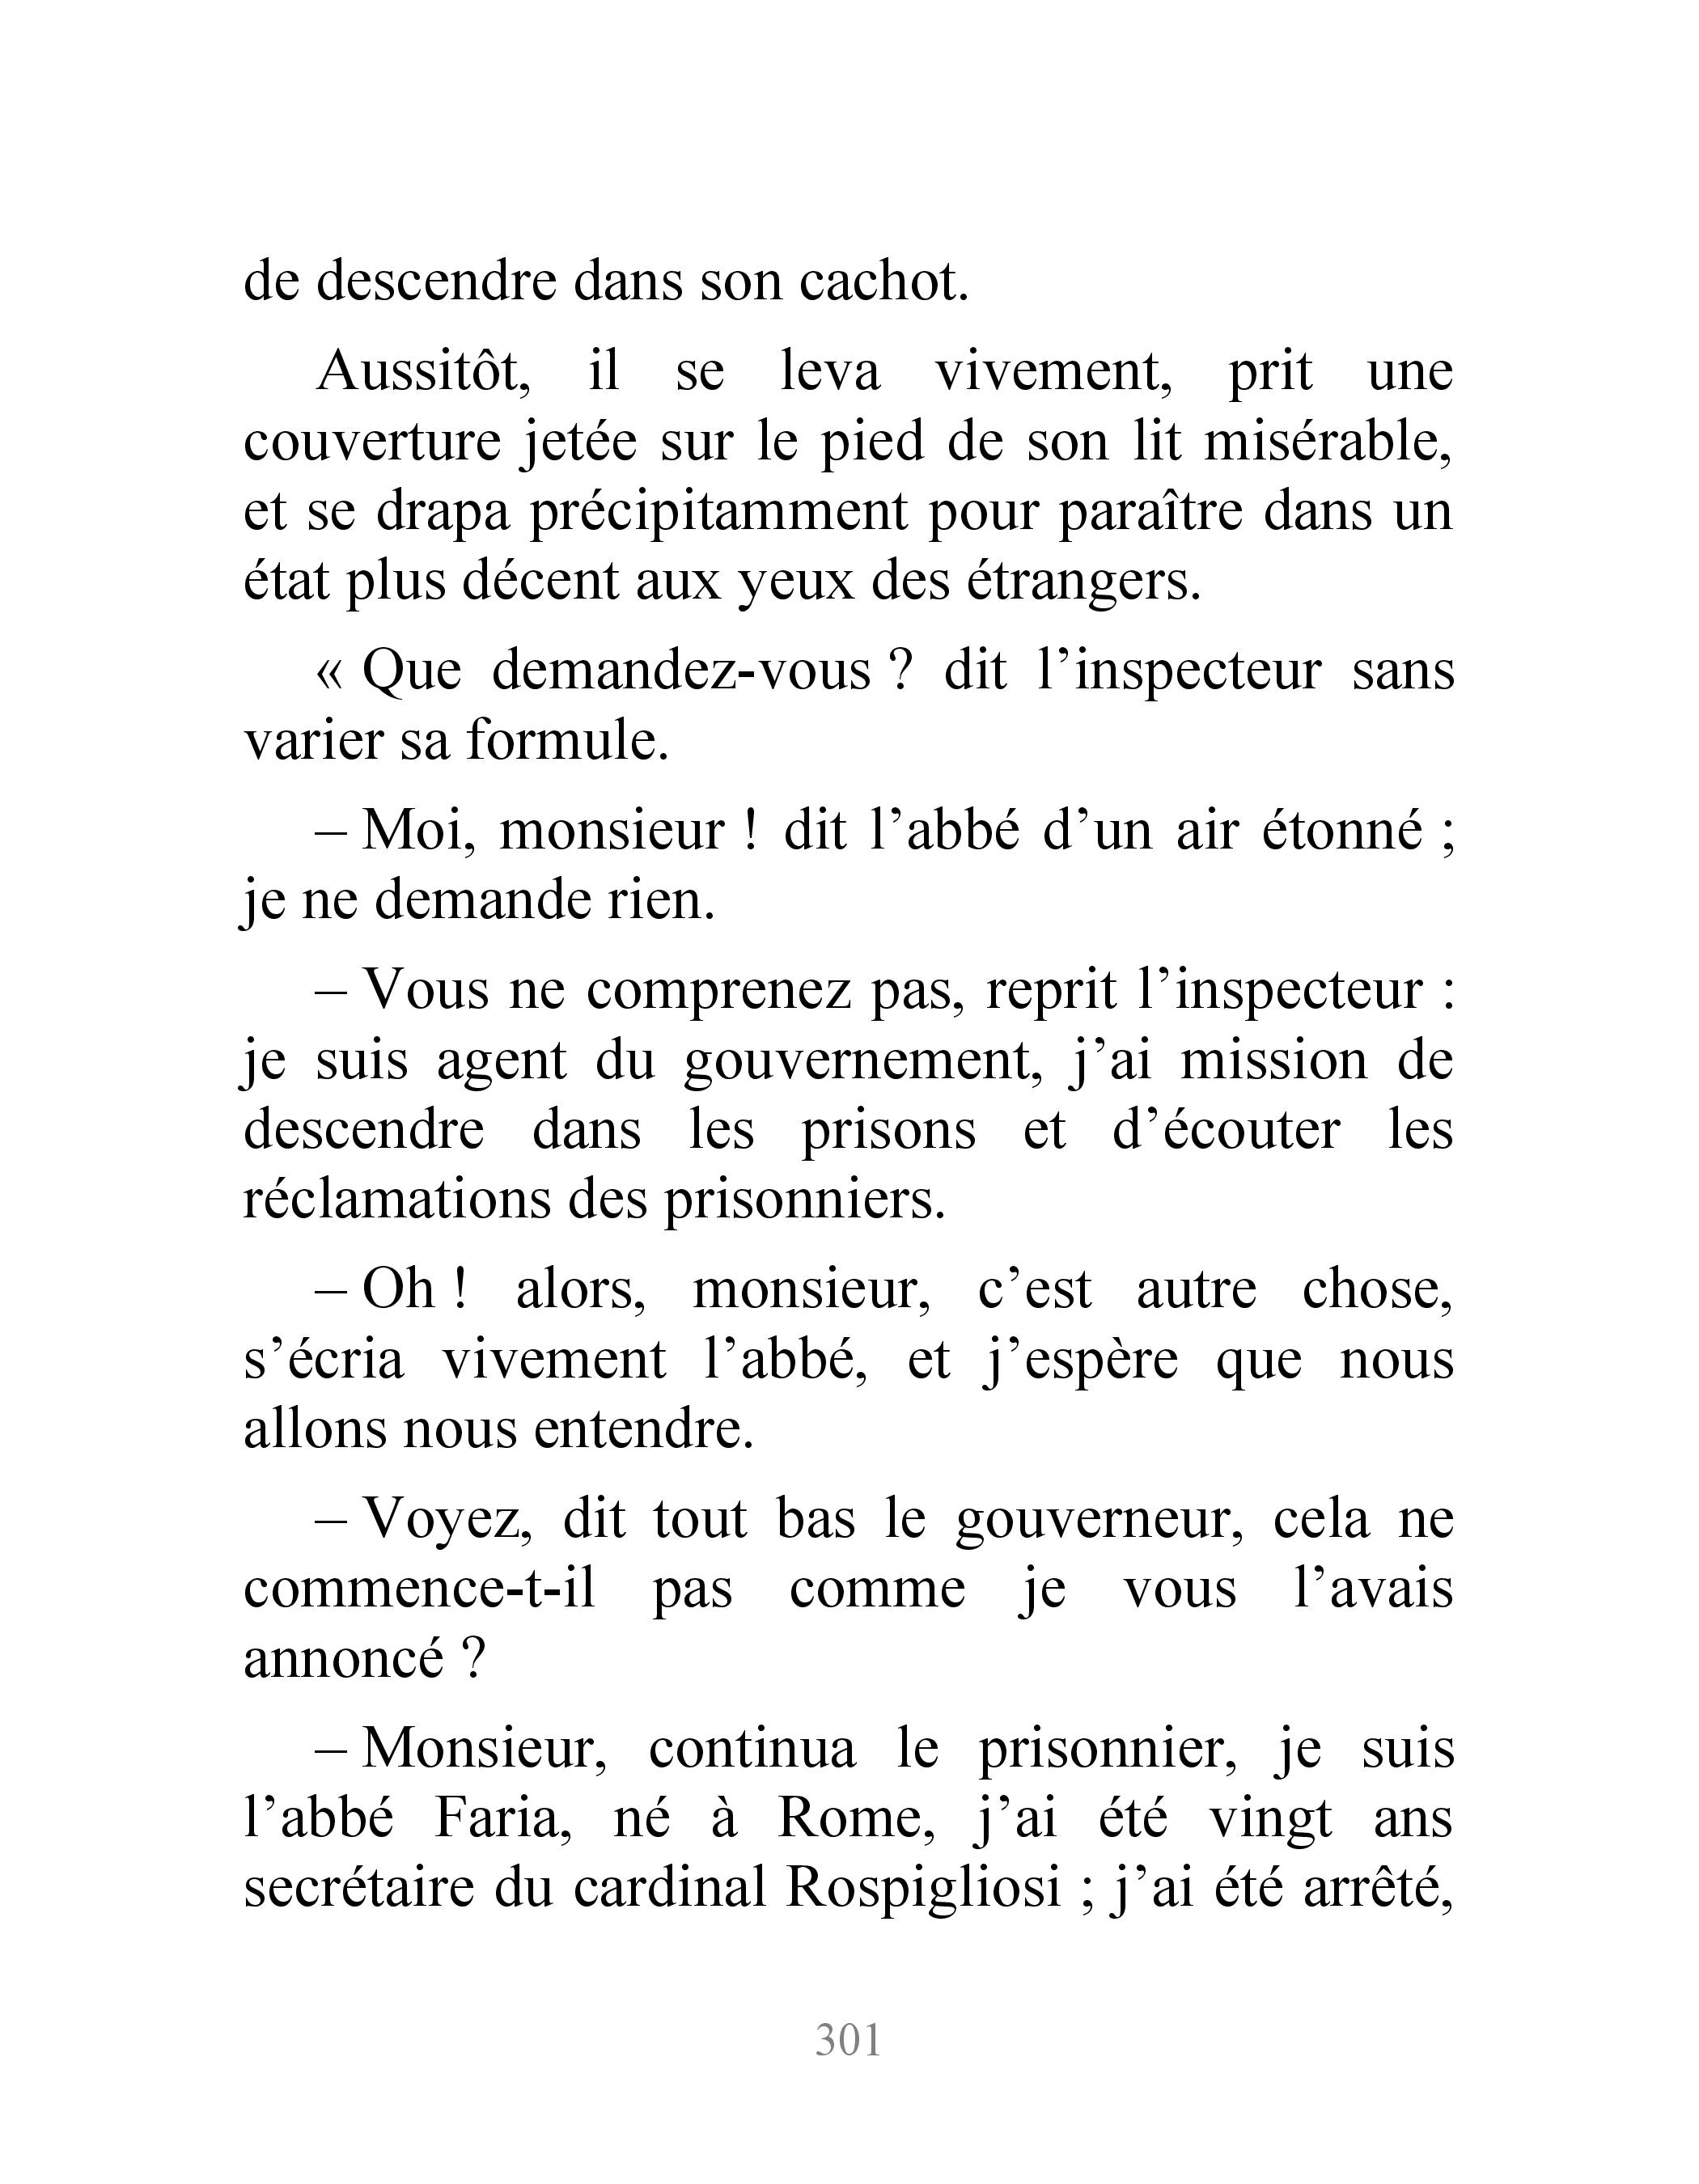 de descendre dans son cachot.
Aussitôt, il se leva vivement, prit une
couverture jetée sur le pied de son lit misérable,
et se drapa précipitamment pour paraître dans un
état plus décent aux yeux des étrangers.
« Que demandez-vous ? dit l’inspecteur sans
varier sa formule.
– Moi, monsieur ! dit l’abbé d’un air étonné ;
je ne demande rien.
– Vous ne comprenez pas, reprit l’inspecteur :
je suis agent du gouvernement, j’ai mission de
descendre dans les prisons et d’écouter les
réclamations des prisonniers.
– Oh ! alors, monsieur, c’est autre chose,
s’écria vivement l’abbé, et j’espère que nous
allons nous entendre.
– Voyez, dit tout bas le gouverneur, cela ne
commence-t-il pas comme je vous l’avais
annoncé ?
– Monsieur, continua le prisonnier, je suis
l’abbé Faria, né à Rome, j’ai été vingt ans
secrétaire du cardinal Rospigliosi ; j’ai été arrêté,
301